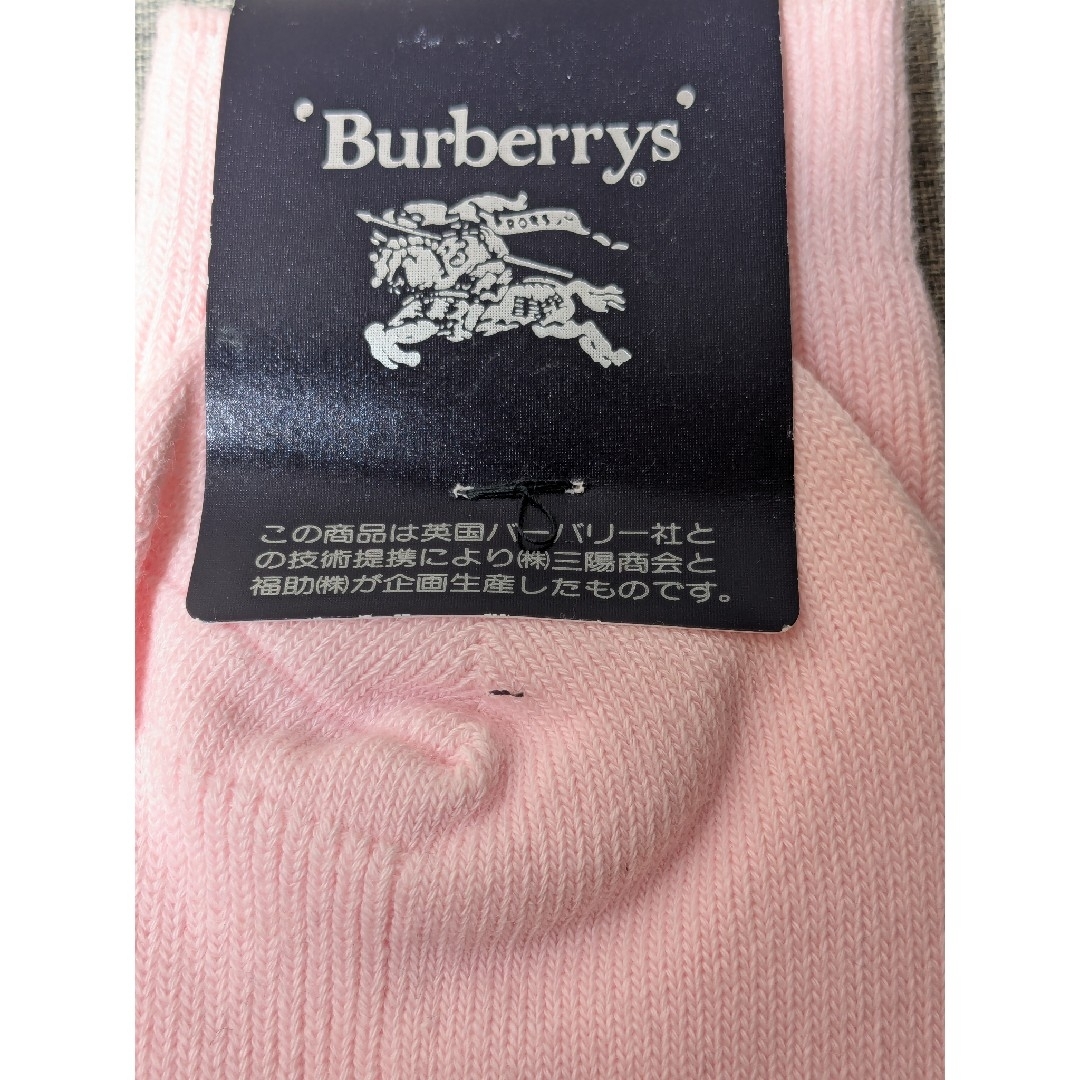 'Burberrys'®
この商品は英国バーバリー社と
の技術提携により㈱三陽商会と
福助㈱が企画生産したものです。